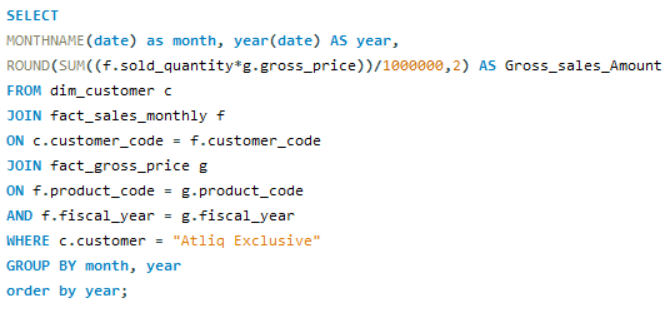 SELECT
MONTHNAME(date) as month, year(date) AS year,
ROUND(SUM((f.sold_quantity*g.gross_price))/1000000,2) AS Gross_sales_Amount
FROM dim_customer c
JOIN fact_sales_monthly f
ON c.customer_code = f.customer_code
JOIN fact_gross_price g
ON f.product_code = g.product_code
AND f.fiscal_year = g.fiscal_year
WHERE c.customer = "Atliq Exclusive"
GROUP BY month, year
order by year;